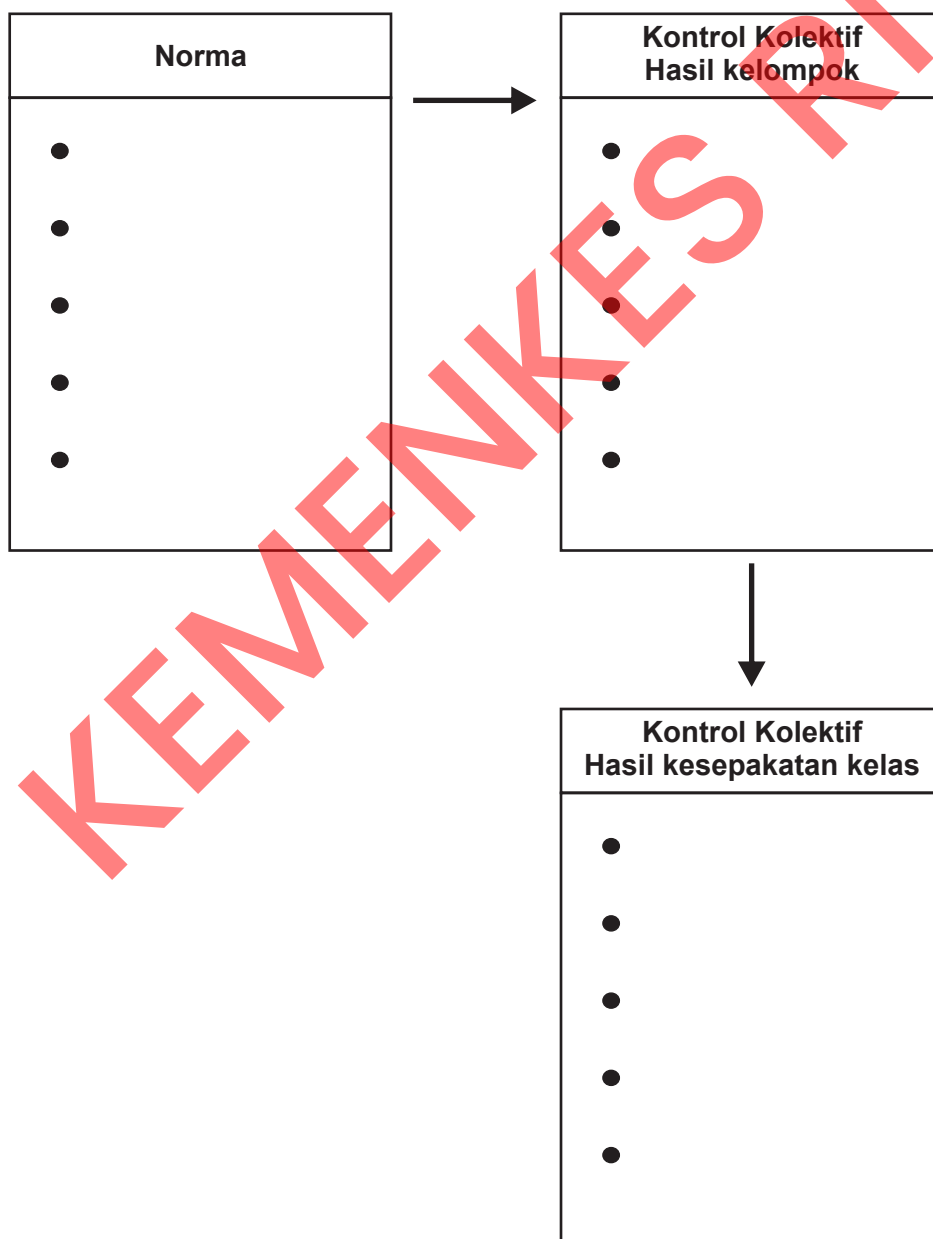 Norma
Kontrol Kolektif
Hasil kelompok
Kontrol Kolektif
Hasil kesepakatan kelas
KEMENKES RI